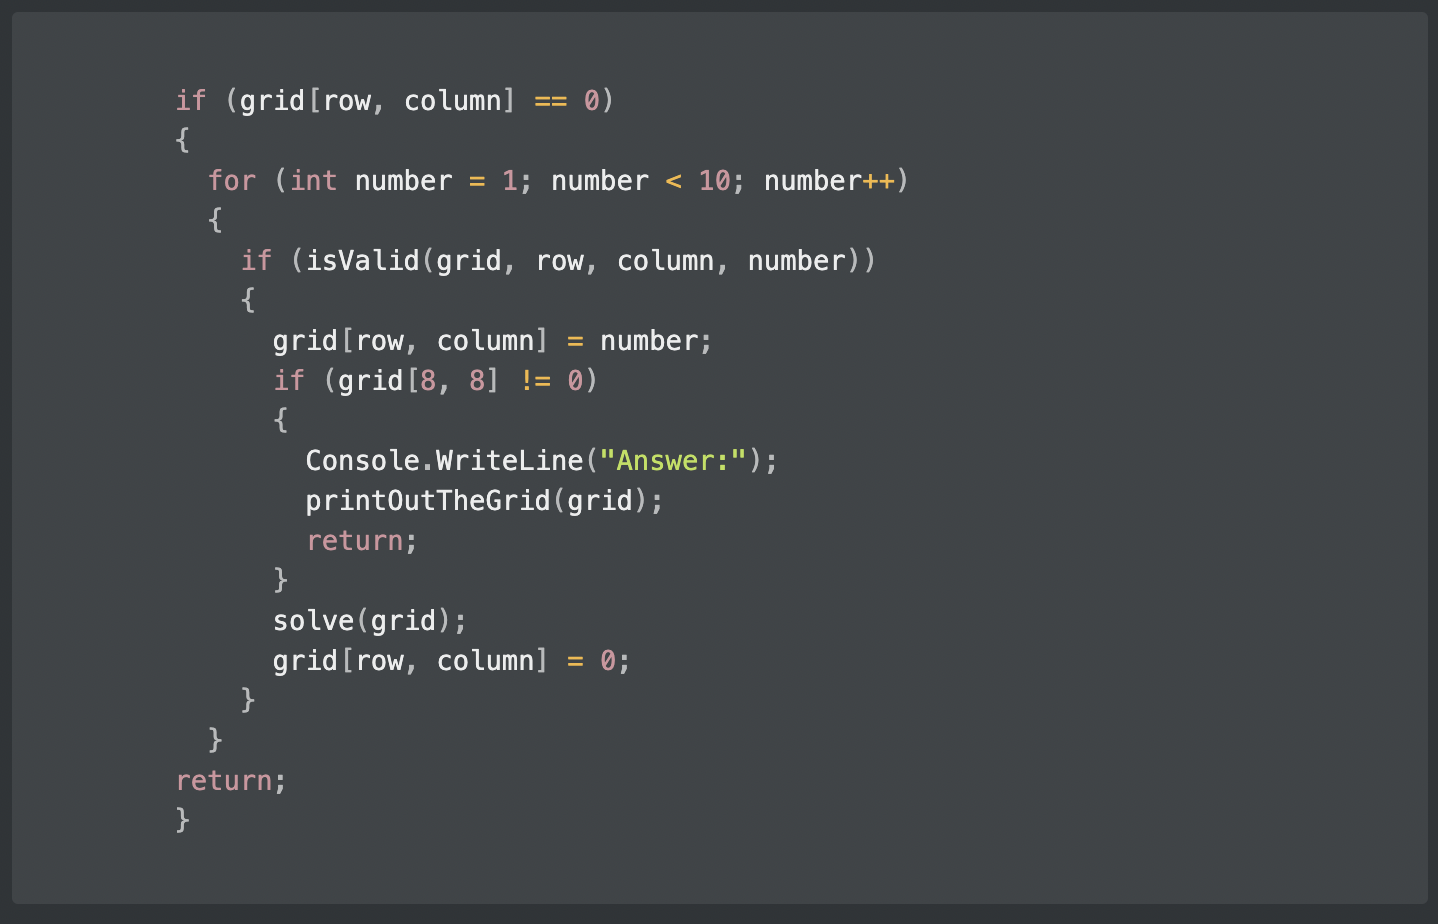 if (grid[row, column] == 0)
{
  for (int number = 1; number < 10; number++)
  {
    if (isValid(grid, row, column, number))
    {
      grid[row, column] = number;
      if (grid[8, 8] != 0)
      {
        Console.WriteLine("Answer:");
        printOutTheGrid(grid);
        return;
      }
      solve(grid);
      grid[row, column] = 0;
    }
  }
return;
}